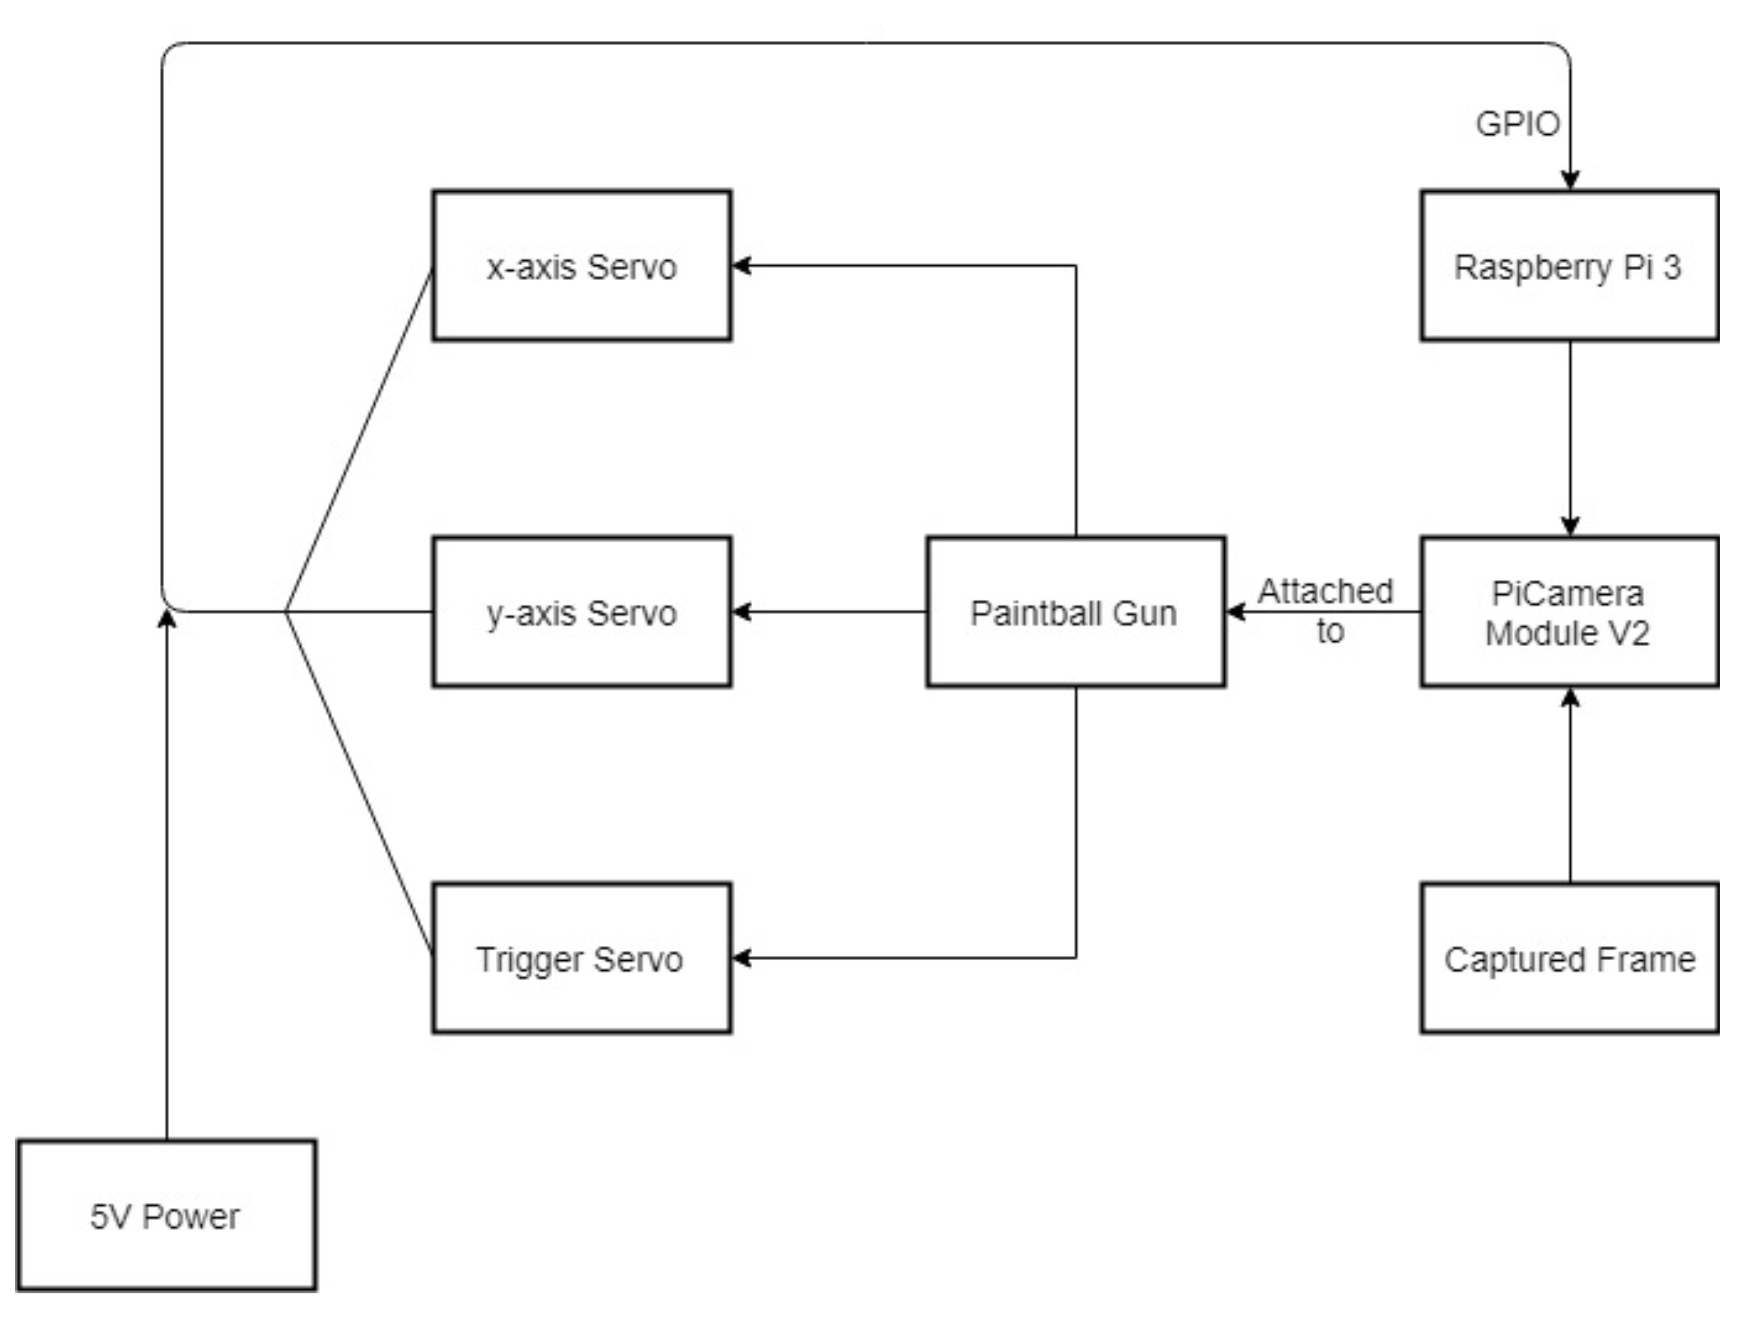 GPIO
x-axis Servo
Raspberry Pi 3
y-axis Servo
Paintball Gun
Attached
to
PiCamera
Module V2
Trigger Servo
Captured Frame
5V Power